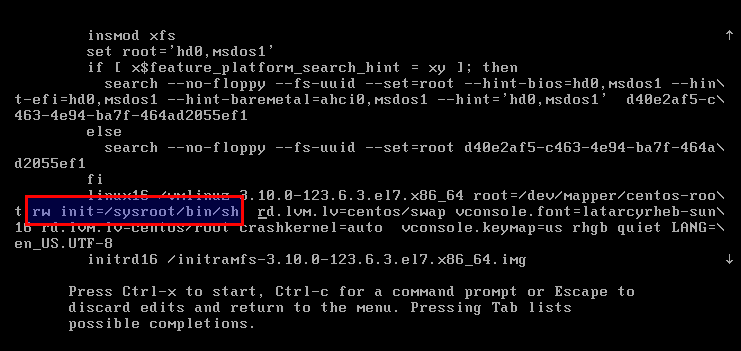 insmod xfs
set root='hd0,msdos1'
if [ x$feature_platform_search_hint = xy ]; then
search --no-floppy --fs-uuid --set=root --hint-bios=hd0,msdos1 --hin\
t-efi=hd0,msdos1 --hint-baremetal=ahci0,msdos1 --hint='hd0,msdos1'  d40e2af5-c\
463-4e94-ba7f-464ad2055ef1
else
search --no-floppy --fs-uuid --set=root d40e2af5-c463-4e94-ba7f-464a\
d2055ef1
fi
linux16 /vmlinuz-3.10.0-123.6.3.el7.x86_64 root=/dev/mapper/centos-roo\
t rw init=/sysroot/bin/sh  rd.lvm.lv=centos/swap vconsole.font=latarcyrheb-sun\
16 rd.lvm.lv=centos/root crashkernel=auto  vconsole.keymap=us rhgb quiet LANG=\
en_US.UTF-8
initrd16 /initramfs-3.10.0-123.6.3.el7.x86_64.img
Press Ctrl-x to start, Ctrl-c for a command prompt or Escape to
discard edits and return to the menu. Pressing Tab lists
possible completions.